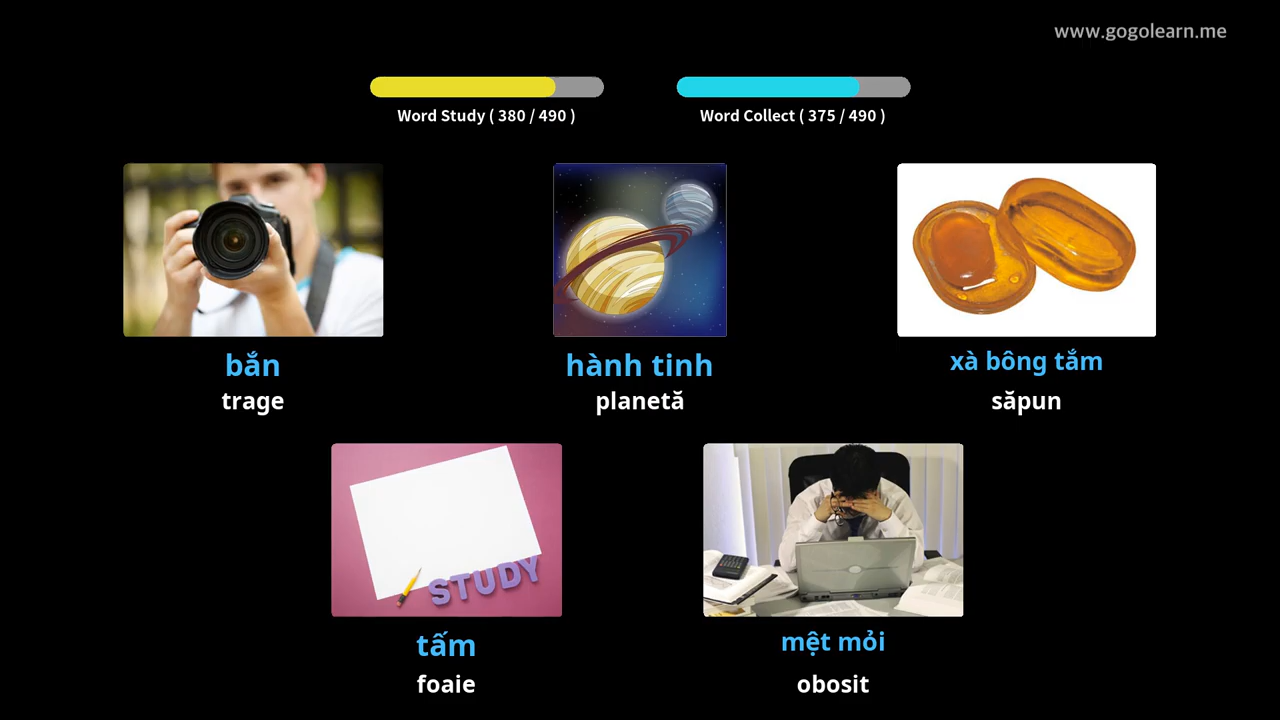 www.gogolearn.me
Word Study ( 380 / 490 )
Word Collect ( 375 / 490 )
bắn
trage
hành tinh
planetă
xà bông tắm
săpun
STUDY
tấm
foaie
mệt mỏi
obosit